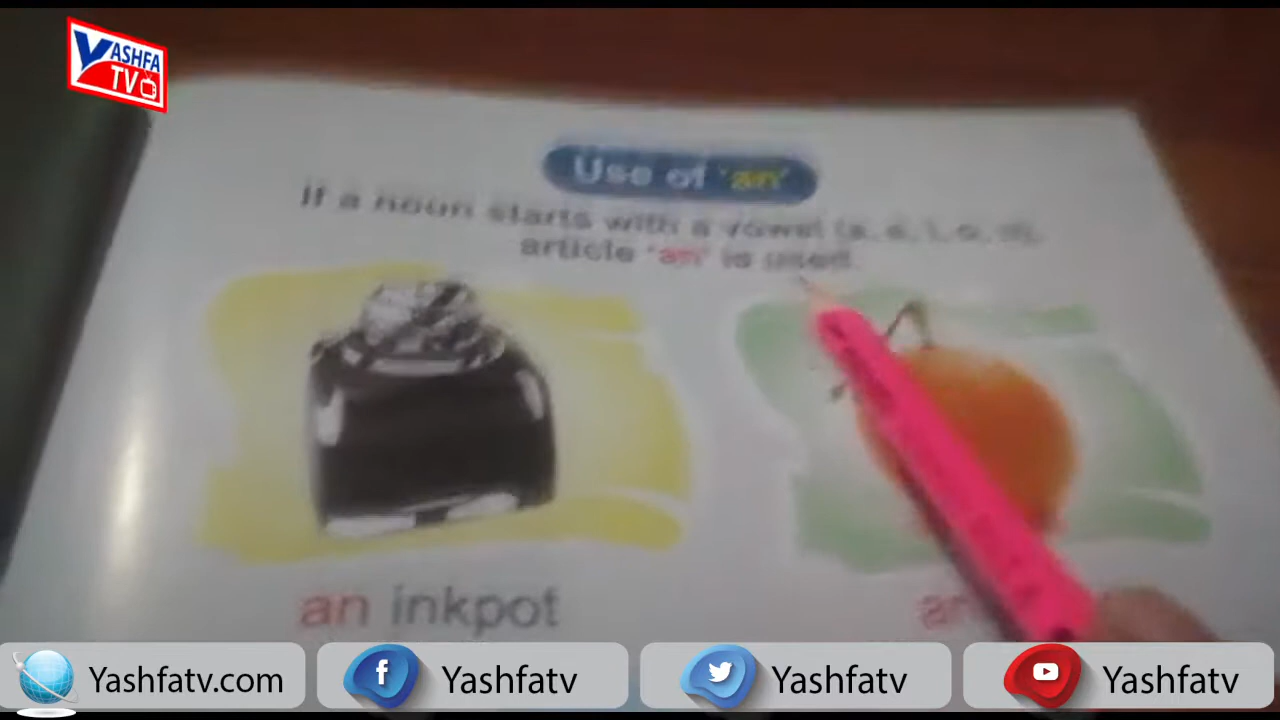 YASHFA
TV
Use of 'an'
If a noun starts with a vowel (a, e, i, o, u),
article 'an' is used.
an inkpot
an
Yashfatv.com
Yashfatv
Yashfatv
Yashfatv